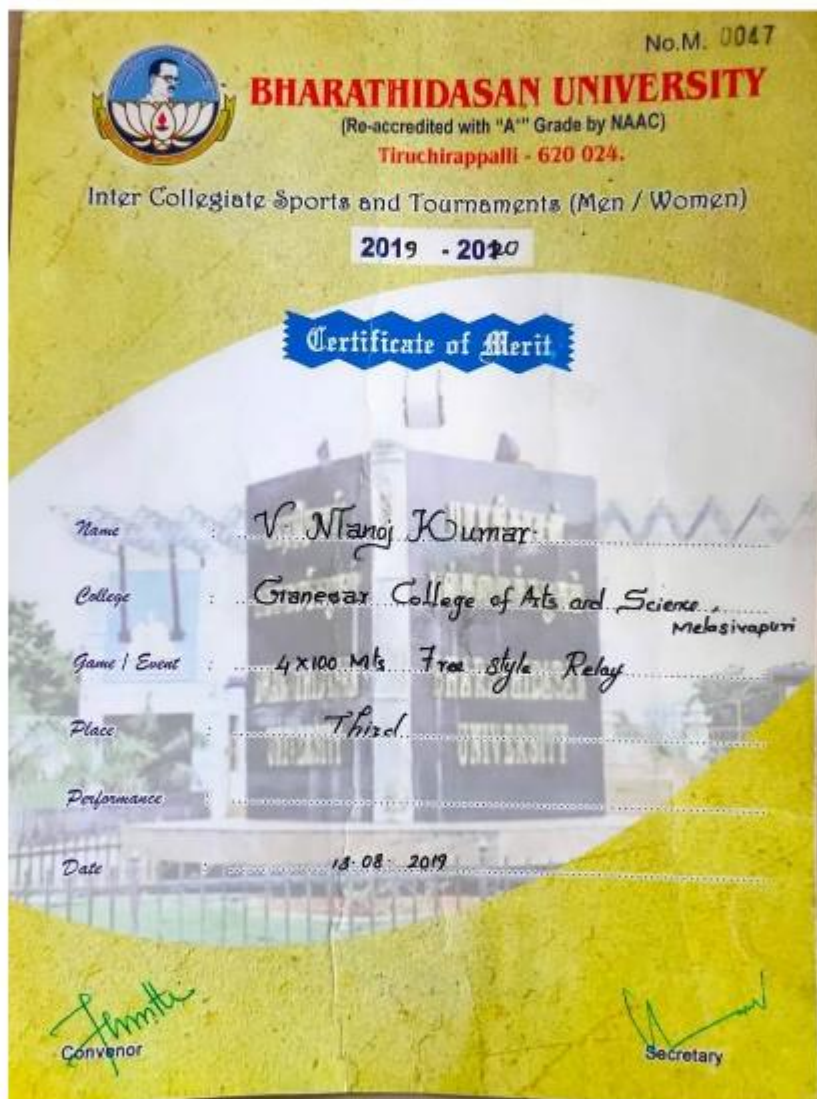 No.M. 0047
BHARATHIDASAN UNIVERSITY
(Re-accredited with "A+" Grade by NAAC)
Tiruchirappalli - 620 024.
Inter Collegiate Sports and Tournaments (Men / Women)
2019 - 2020
Certificate of Merit
Name : V. Manoj Kumar
College : Ganesar College of Arts and Science,
Melasivapuri
Game / Event : 4x100 Mts Free style Relay
Place : Third
Performance :
Date : 18-08-2019
Convenor
Secretary